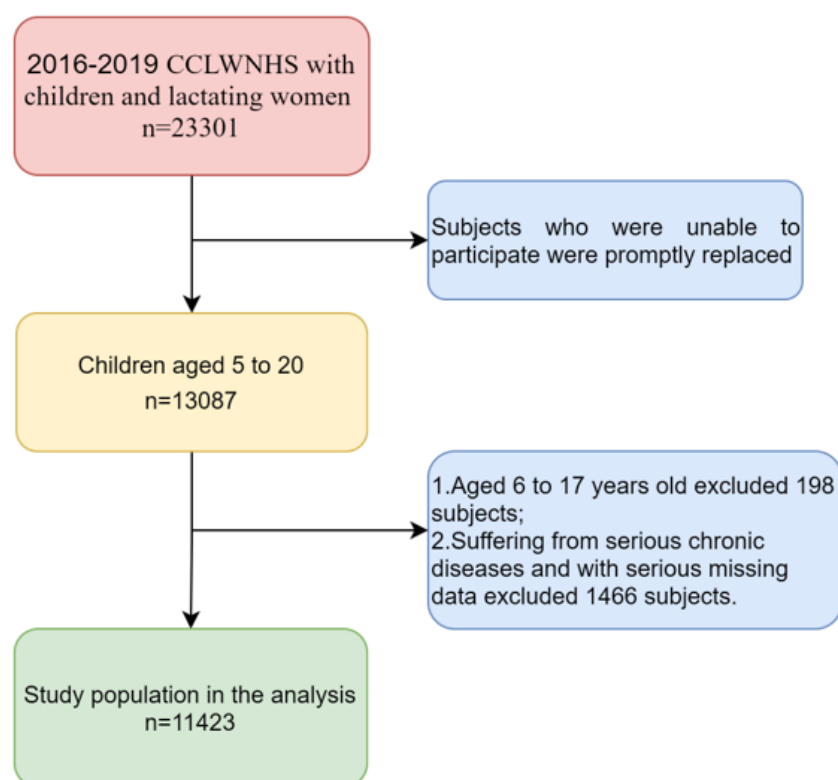 2016-2019 CCLWNHS with
children and lactating women
n=23301
Subjects who were unable to
participate were promptly replaced
Children aged 5 to 20
n=13087
1.Aged 6 to 17 years old excluded 198
subjects;
2.Suffering from serious chronic
diseases and with serious missing
data excluded 1466 subjects.
Study population in the analysis
n=11423